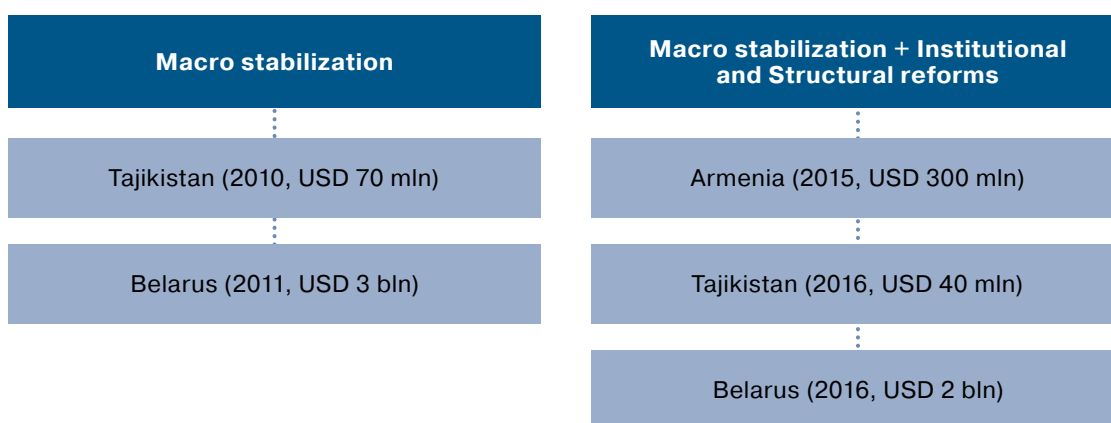 Macro stabilization
Tajikistan (2010, USD 70 mln)
Belarus (2011, USD 3 bln)
Macro stabilization + Institutional
and Structural reforms
Armenia (2015, USD 300 mln)
Tajikistan (2016, USD 40 mln)
Belarus (2016, USD 2 bln)